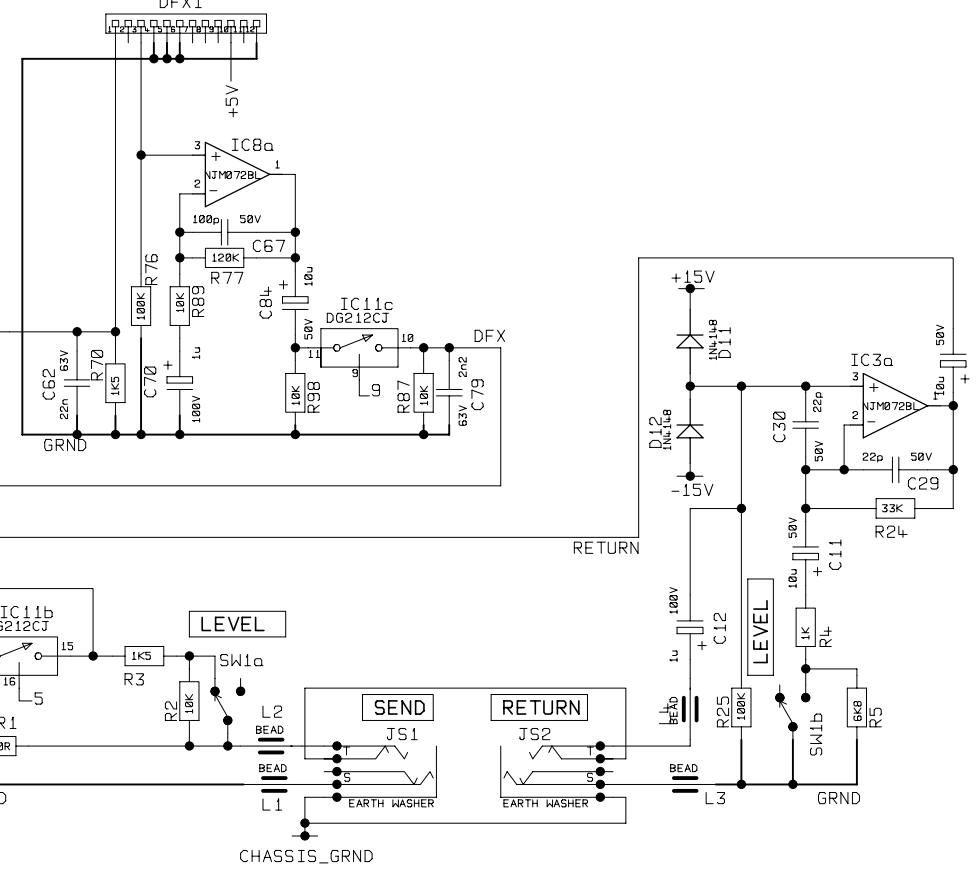 DFX1
1 2 3 4 5 6 7 8 9 10 11 12
+5V
IC8a
3
+
NJM072BL
1
2
−
100p 50V
C67
120K
R77
R76
100K
R89
10K
C84
+
10u
50V
IC11c
DG212CJ
11
10
9
L9
DFX
C62
63V
22n
R70
1K5
C70
+
1u
100V
10K
R98
R87
10K
2n2
C79
63V
GRND
+15V
1N4148
D11
D12
1N4148
-15V
IC3a
3
+
NJM072BL
1
2
−
50V
10u
+
22p
C30
50V
22p 50V
C29
33K
R24
RETURN
50V
C11
10u
+
IC11b
G212CJ
15
16
L5
1K5
R3
LEVEL
SW1a
R2
10K
R1
0R
L2
BEAD
BEAD
L1
SEND
JS1
T
S
EARTH WASHER
RETURN
JS2
T
S
EARTH WASHER
100V
C12
1u
+
L4
BEAD
BEAD
L3
R25
100K
LEVEL
SW1b
1K
R4
6K8
R5
GRND
D
CHASSIS_GRND